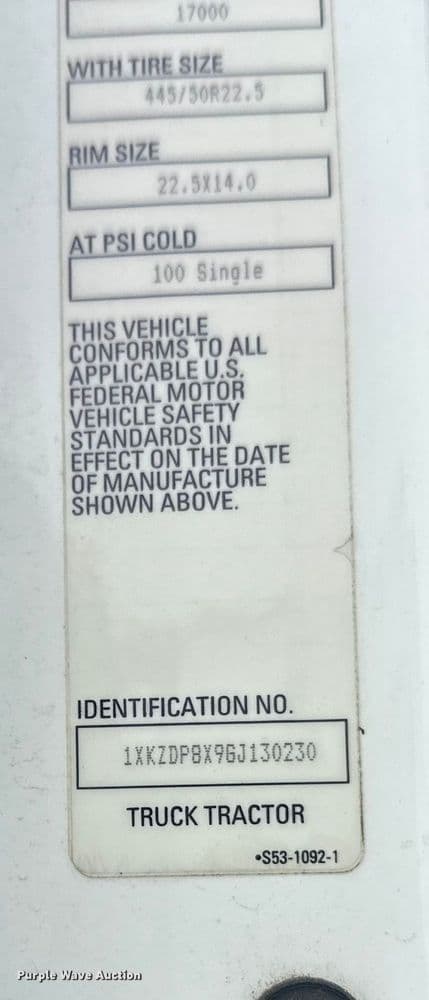 17000
WITH TIRE SIZE
445/50R22.5
RIM SIZE
22.5X14.0
AT PSI COLD
100 Single
THIS VEHICLE
CONFORMS TO ALL
APPLICABLE U.S.
FEDERAL MOTOR
VEHICLE SAFETY
STANDARDS IN
EFFECT ON THE DATE
OF MANUFACTURE
SHOWN ABOVE.
IDENTIFICATION NO.
1XKZDP8X9GJ130230
TRUCK TRACTOR
•S53-1092-1
Purple Wave Auction